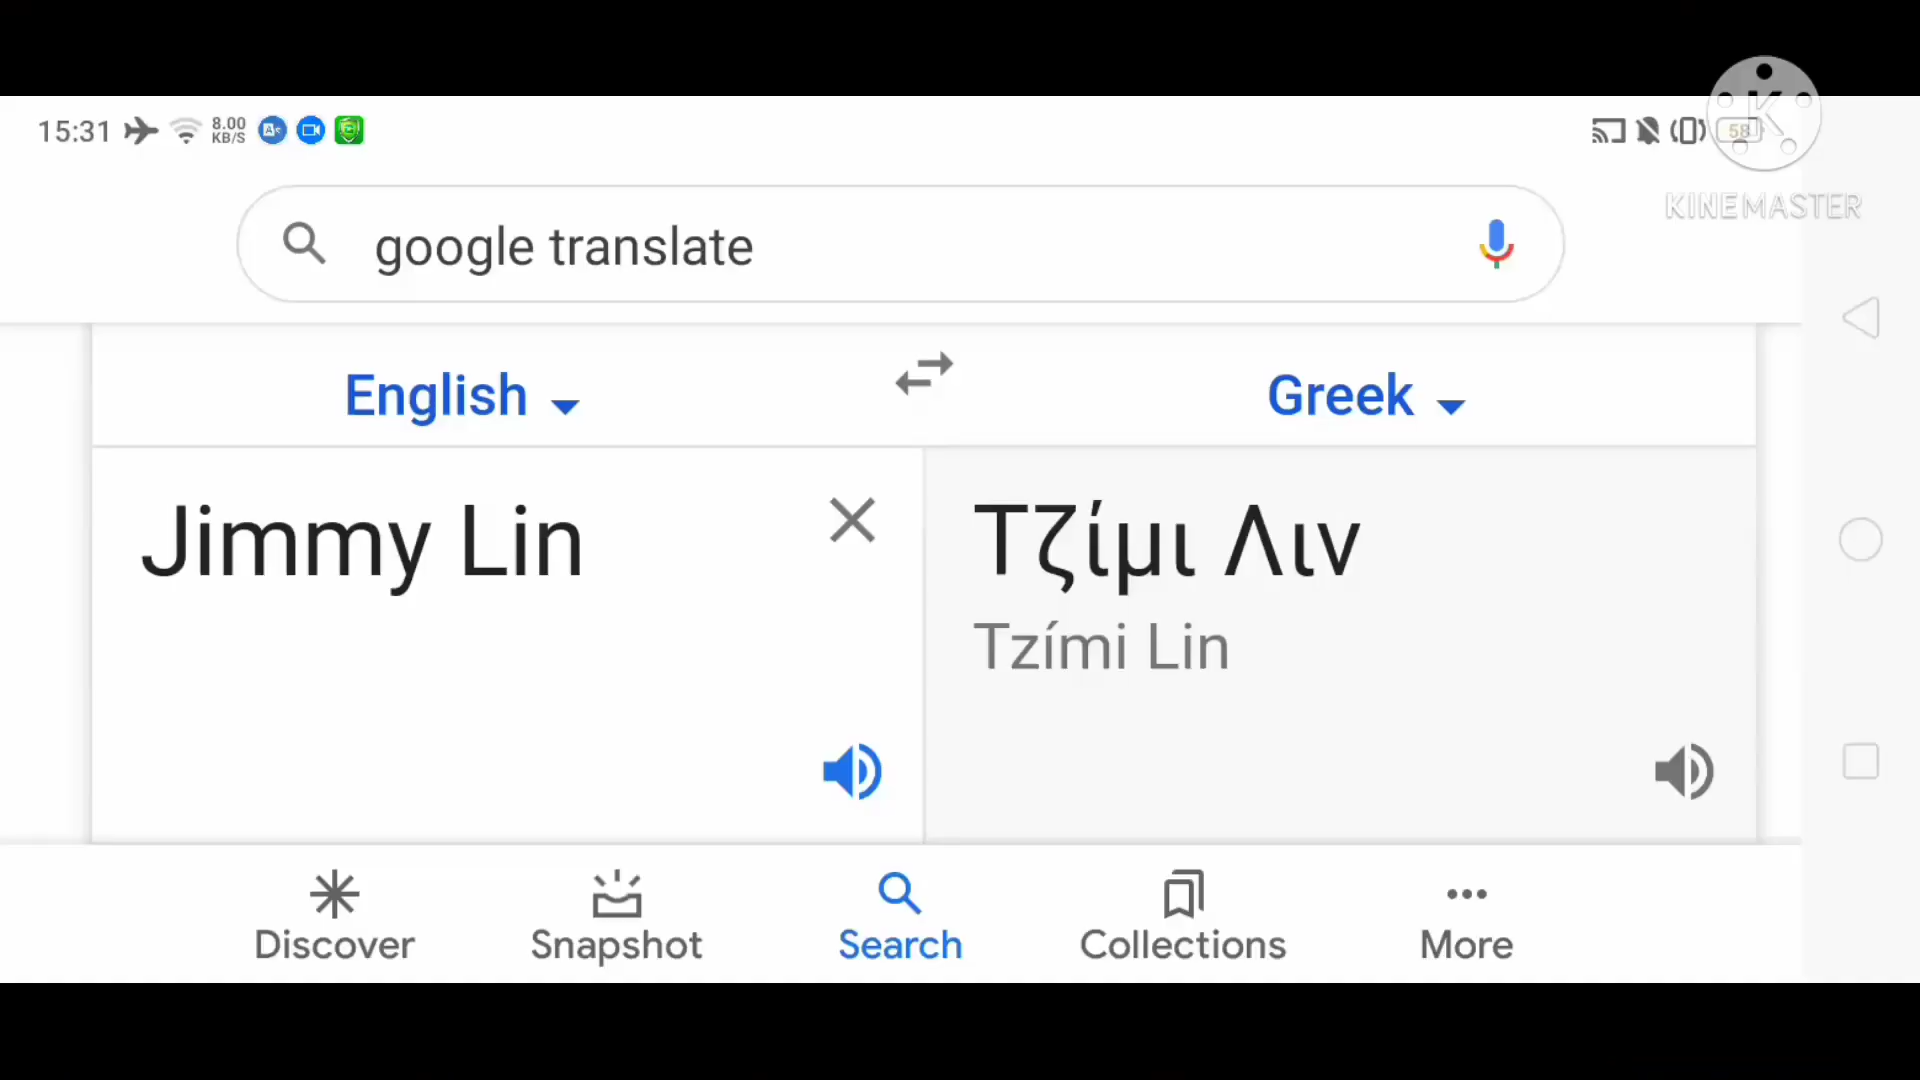 15:31 8.00 KB/S 58
KINEMASTER
google translate
English Greek
Jimmy Lin
Τζίμι Λιν
Tzími Lin
Discover Snapshot Search Collections More